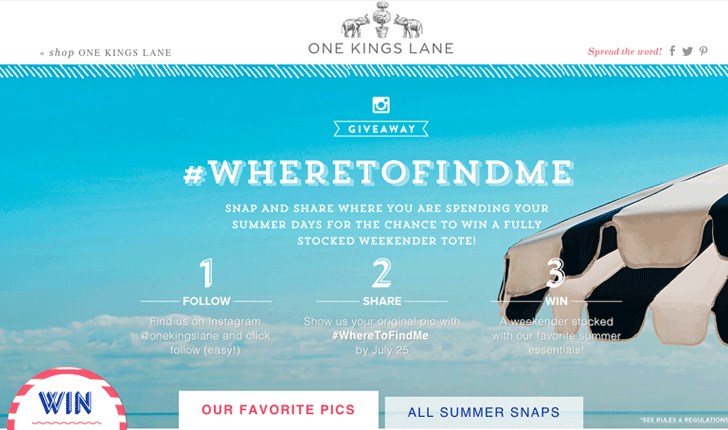 « shop ONE KINGS LANE
ONE KINGS LANE
Spread the word!
GIVEAWAY
#WHERETOFINDME
SNAP AND SHARE WHERE YOU ARE SPENDING YOUR
SUMMER DAYS FOR THE CHANCE TO WIN A FULLY
STOCKED WEEKENDER TOTE!
1
FOLLOW
Find us on Instagram
@onekingslane and click
follow (easy!)
2
SHARE
Show us your original pic with
#WhereToFindMe
by July 25
3
WIN
A weekender stocked
with our favorite summer
essentials!
WIN
OUR FAVORITE PICS
ALL SUMMER SNAPS
*SEE RULES & REGULATIONS